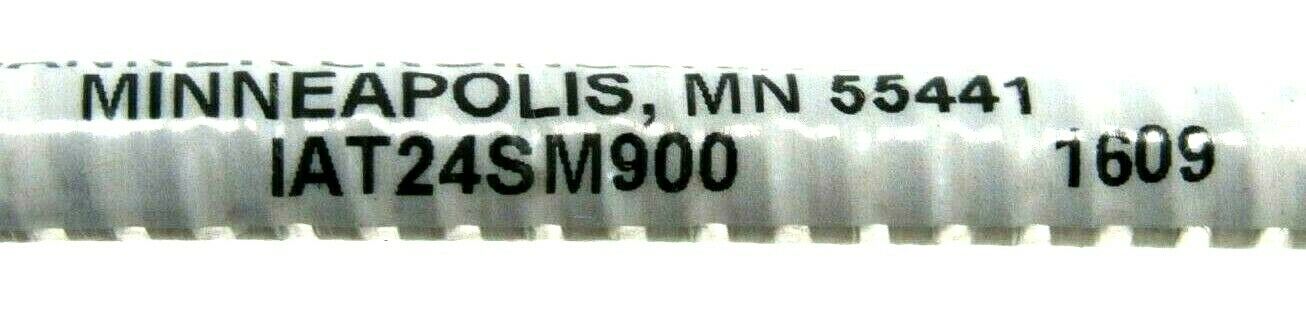 MINNEAPOLIS, MN 55441
IAT24SM900 1609